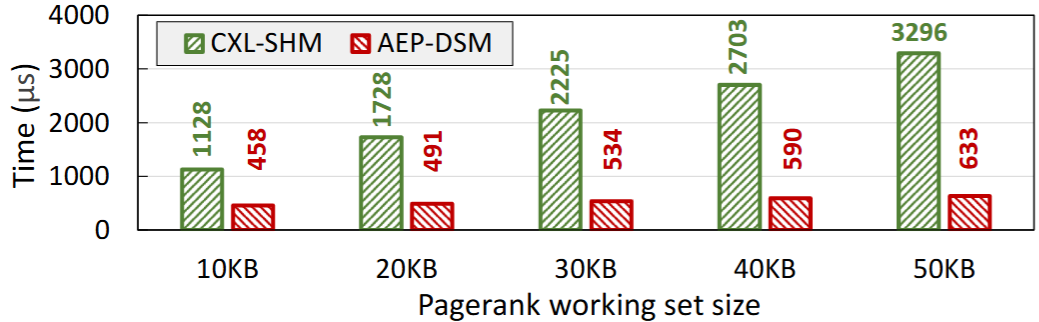 4000
3000
2000
1000
0
Time (µs)
CXL-SHM
AEP-DSM
1128
458
1728
491
2225
534
2703
590
3296
633
10KB
20KB
30KB
40KB
50KB
Pagerank working set size